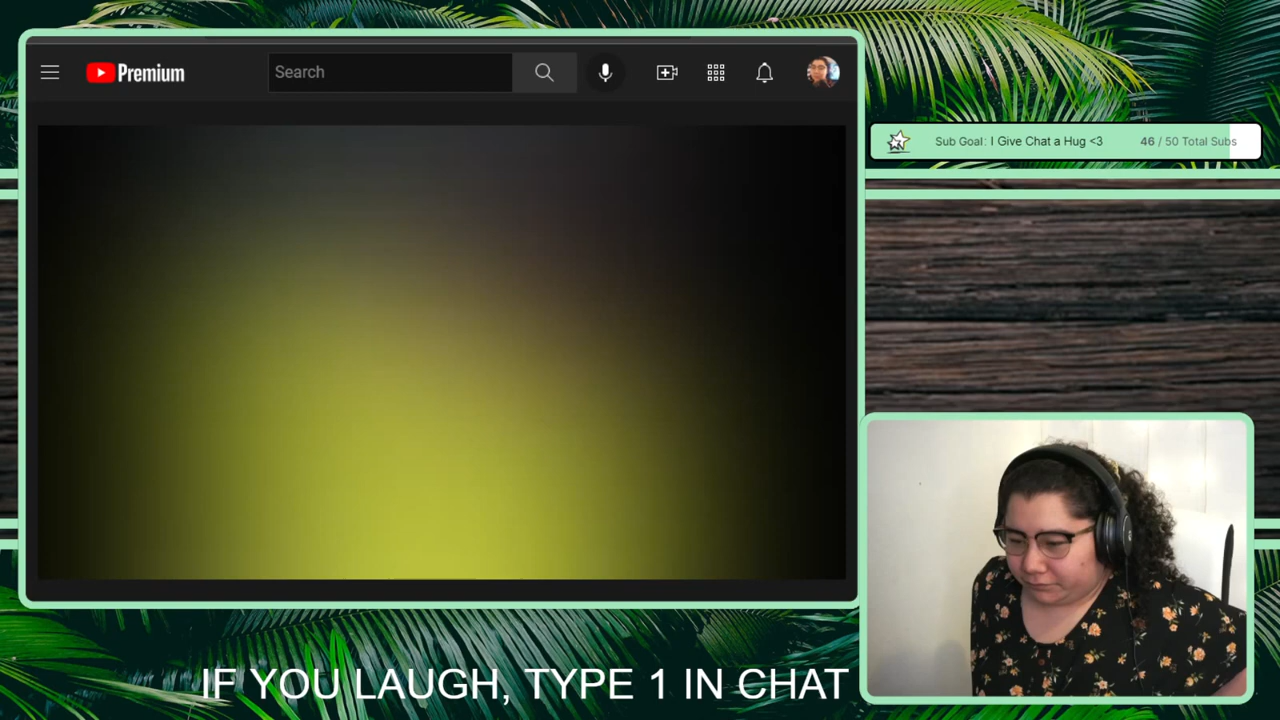 Premium
Search
Sub Goal: I Give Chat a Hug <3 46 / 50 Total Subs
IF YOU LAUGH, TYPE 1 IN CHAT